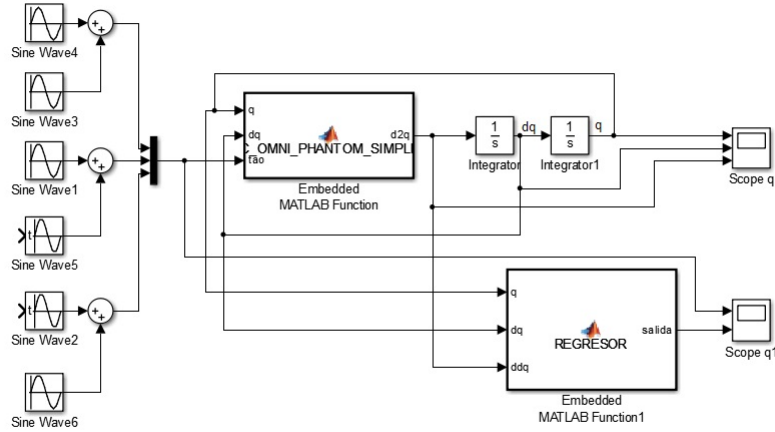 Sine Wave4
Sine Wave3
Sine Wave1
t
Sine Wave5
t
Sine Wave2
Sine Wave6
q
dq
tao
C_OMNI_PHANTOM_SIMPLI
d2q
Embedded
MATLAB Function
1
s
Integrator
dq
1
s
Integrator1
q
Scope q
q
dq
ddq
REGRESOR
salida
Embedded
MATLAB Function1
Scope q1